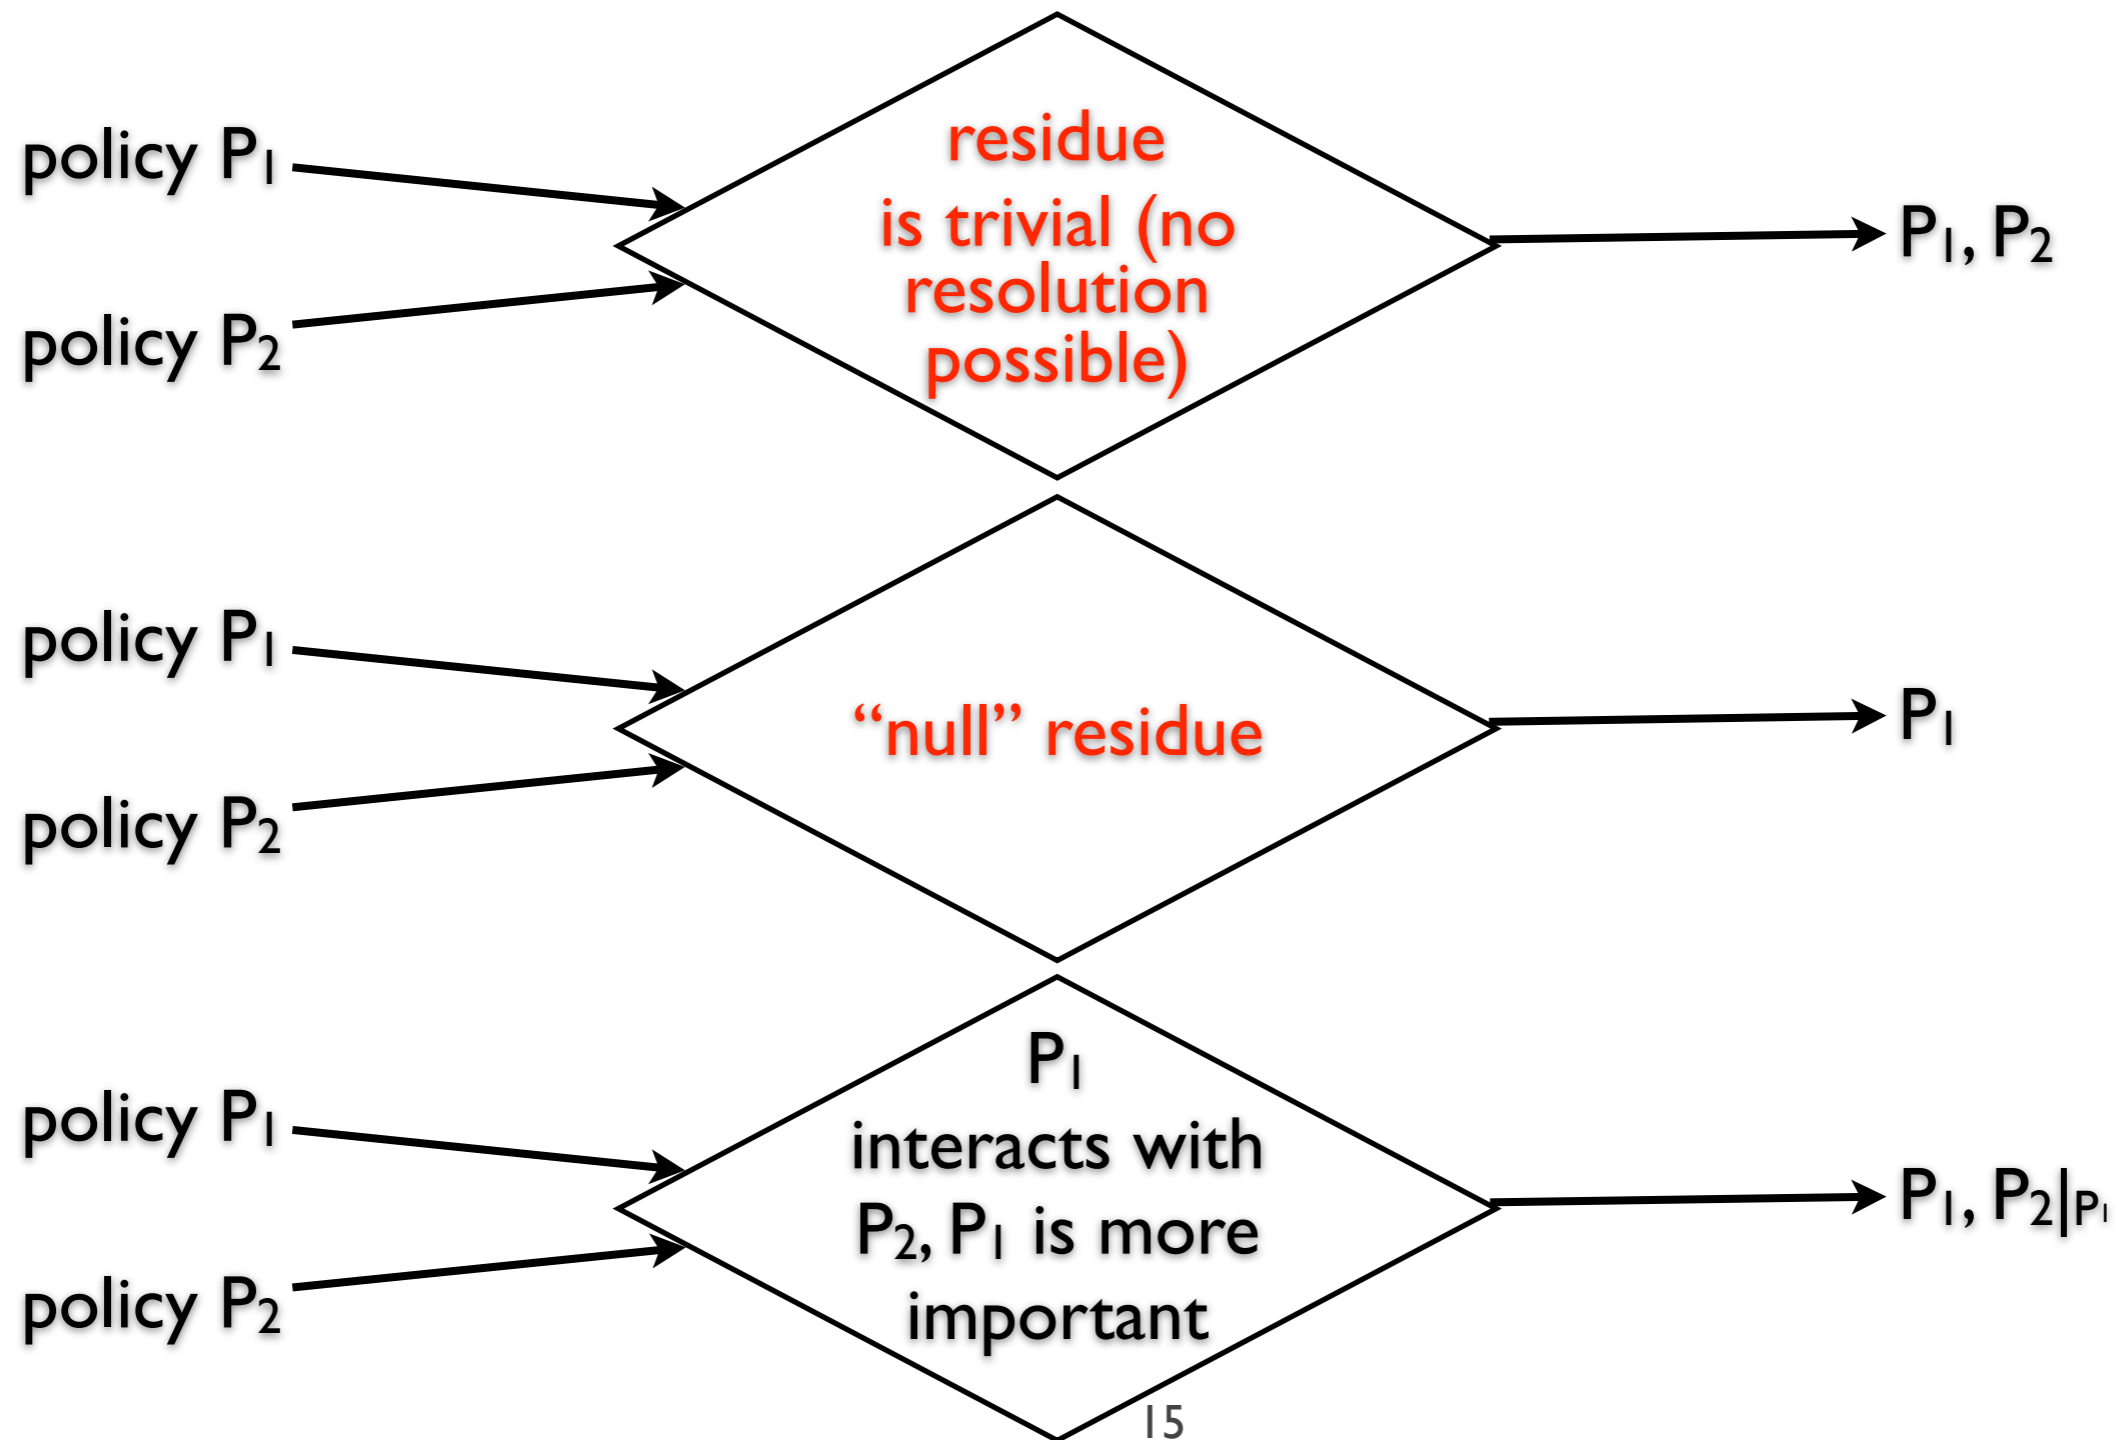 policy P1
policy P2
residue
is trivial (no
resolution
possible)
P1, P2
policy P1
policy P2
“null” residue
P1
policy P1
policy P2
P1
interacts with
P2, P1 is more
important
P1, P2|P1
15